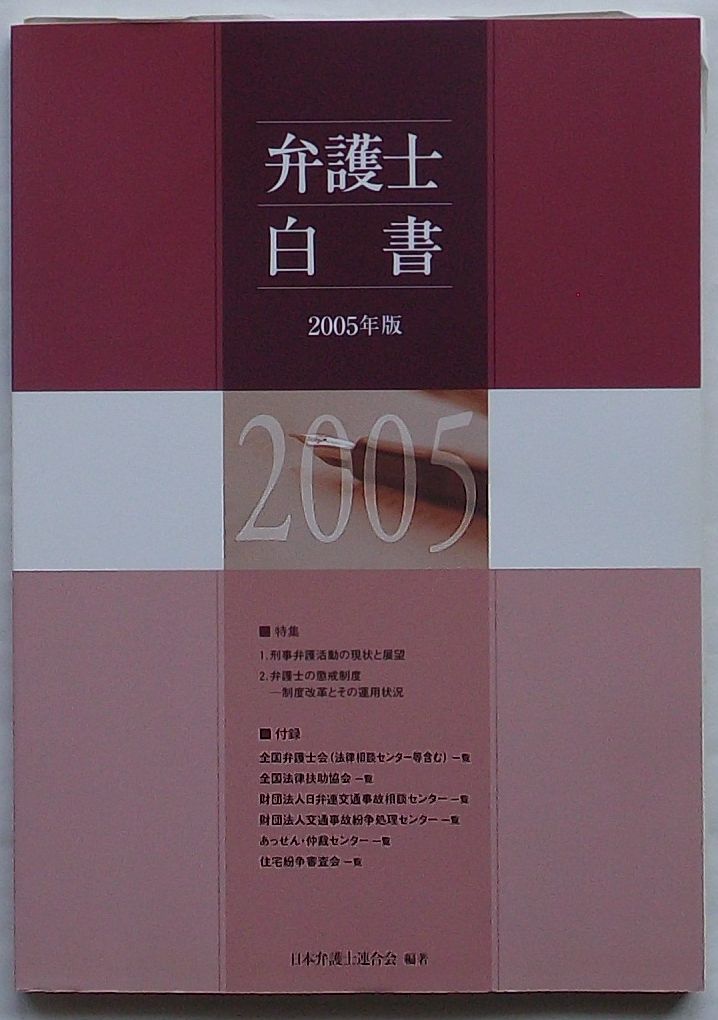 弁護士
白 書
2005年版
2005
■ 特集
1.刑事弁護活動の現状と展望
2.弁護士の懲戒制度
―制度改革とその運用状況
■ 付録
全国弁護士会(法律相談センター等含む)一覧
全国法律扶助協会 一覧
財団法人日弁連交通事故相談センター 一覧
財団法人交通事故紛争処理センター 一覧
あっせん・仲裁センター 一覧
住宅紛争審査会 一覧
日本弁護士連合会 編著